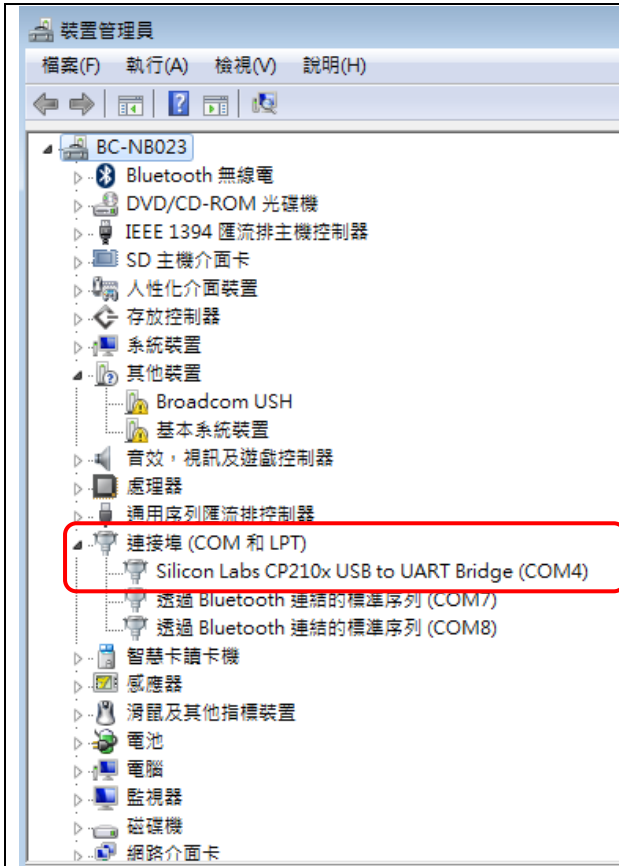 裝置管理員
檔案(F) 執行(A) 檢視(V) 說明(H)
BC-NB023
Bluetooth 無線電
DVD/CD-ROM 光碟機
IEEE 1394 匯流排主機控制器
SD 主機介面卡
人性化介面裝置
存放控制器
系統裝置
其他裝置
Broadcom USH
基本系統裝置
音效，視訊及遊戲控制器
處理器
通用序列匯流排控制器
連接埠 (COM 和 LPT)
Silicon Labs CP210x USB to UART Bridge (COM4)
透過 Bluetooth 連結的標準序列 (COM7)
透過 Bluetooth 連結的標準序列 (COM8)
智慧卡讀卡機
感應器
滑鼠及其他指標裝置
電池
電腦
監視器
磁碟機
網路介面卡